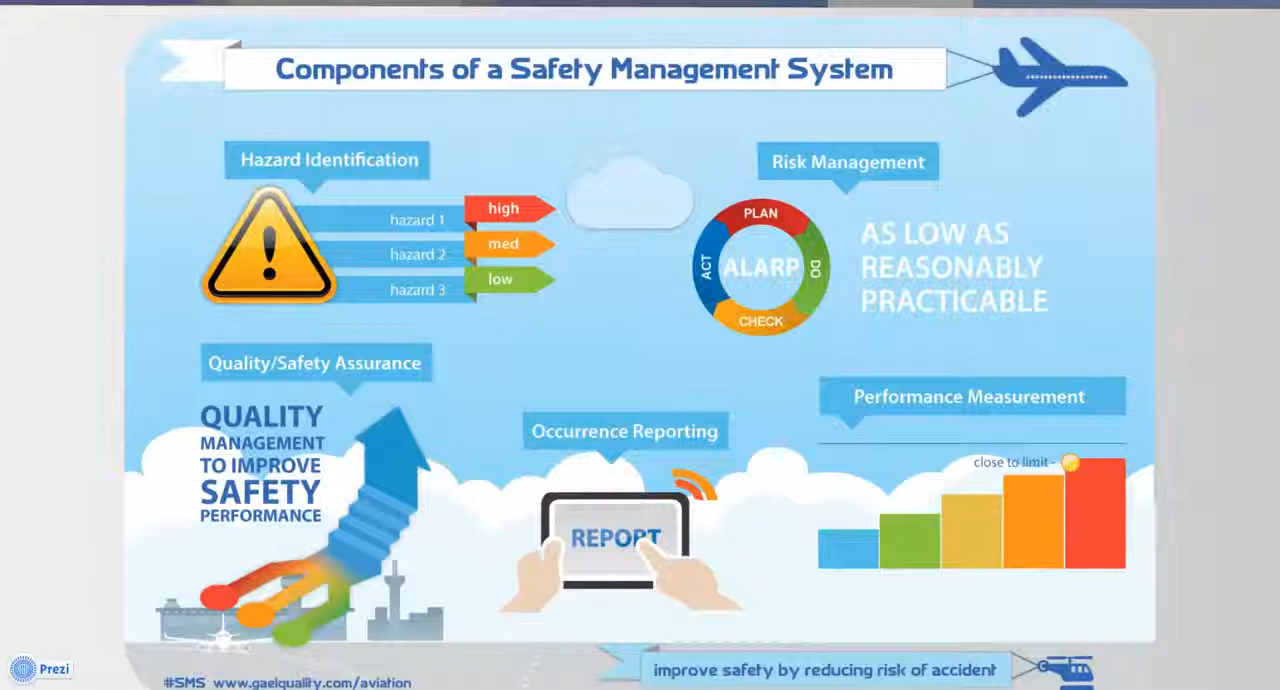 Components of a Safety Management System
Hazard Identification
hazard 1
high
hazard 2
med
hazard 3
low
Risk Management
PLAN
DO
CHECK
ACT
ALARP
AS LOW AS
REASONABLY
PRACTICABLE
Quality/Safety Assurance
QUALITY
MANAGEMENT
TO IMPROVE
SAFETY
PERFORMANCE
Occurrence Reporting
REPORT
Performance Measurement
close to limit -
Prezi
#SMS www.gaelquality.com/aviation
improve safety by reducing risk of accident